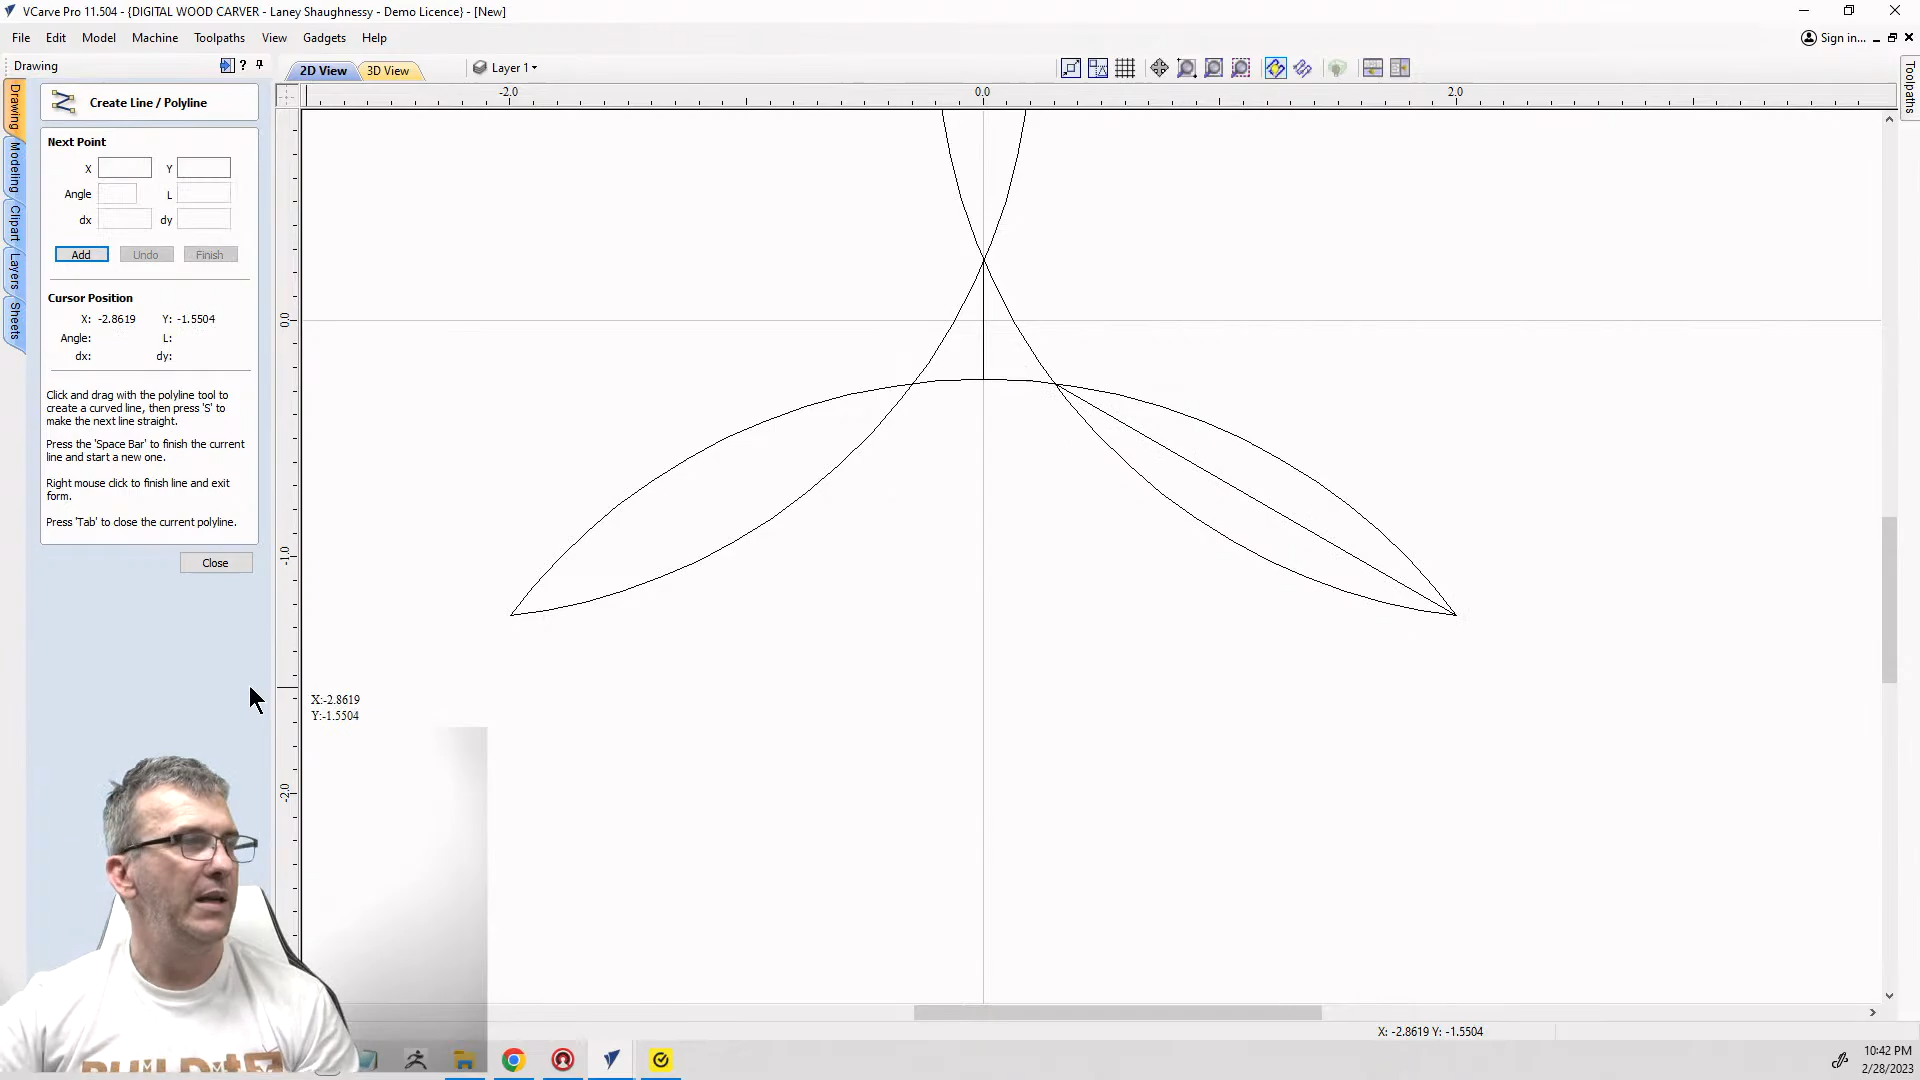 VCarve Pro 11.504 - {DIGITAL WOOD CARVER - Laney Shaughnessy - Demo Licence} - [New]
File Edit Model Machine Toolpaths View Gadgets Help
Sign in...
Drawing
2D View
3D View
Layer 1
Toolpaths
Drawing
Modeling
Clipart
Layers
Sheets
Create Line / Polyline
-2.0 0.0 2.0
Next Point
X Y
Angle L
dx dy
Add Undo Finish
Cursor Position
X: -2.8619 Y: -1.5504
Angle: L:
dx: dy:
0.0
-1.0
-2.0
Click and drag with the polyline tool to
create a curved line, then press 'S' to
make the next line straight.
Press the 'Space Bar' to finish the current
line and start a new one.
Right mouse click to finish line and exit
form.
Press 'Tab' to close the current polyline.
Close
X:-2.8619
Y:-1.5504
X: -2.8619 Y: -1.5504
10:42 PM
2/28/2023